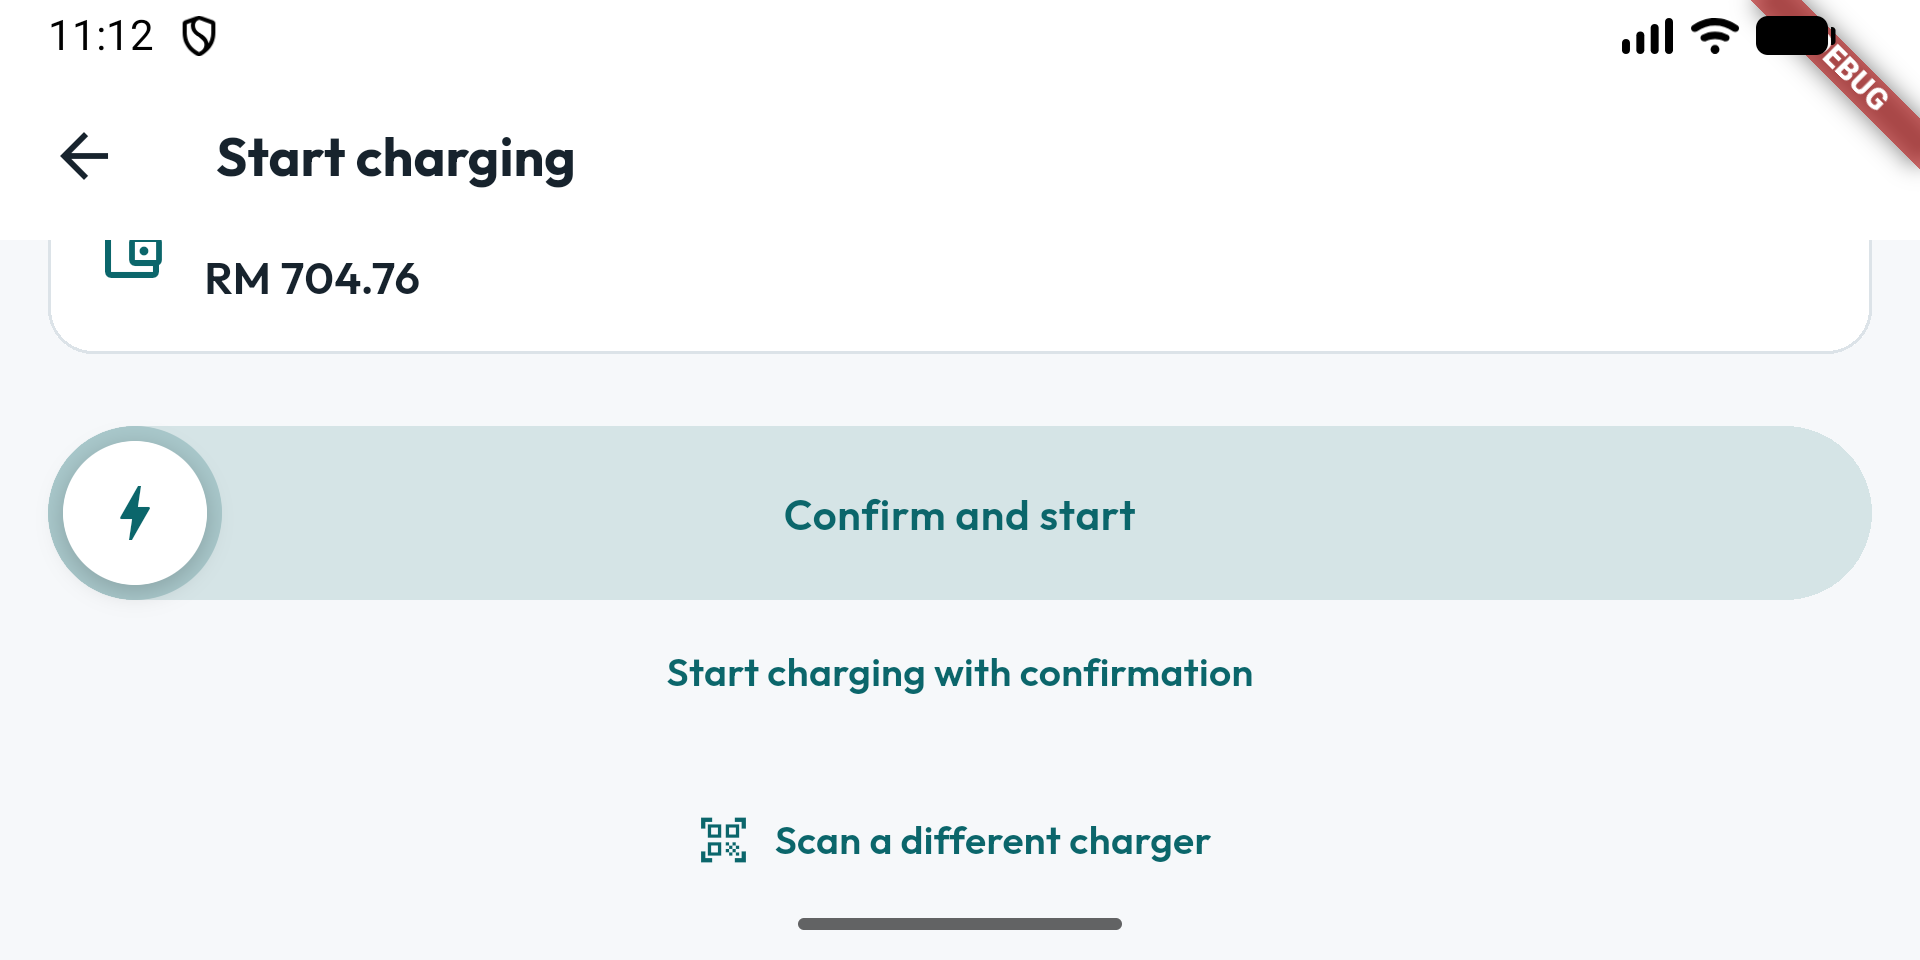 11:12
EBUG
Start charging
RM 704.76
Confirm and start
Start charging with confirmation
Scan a different charger